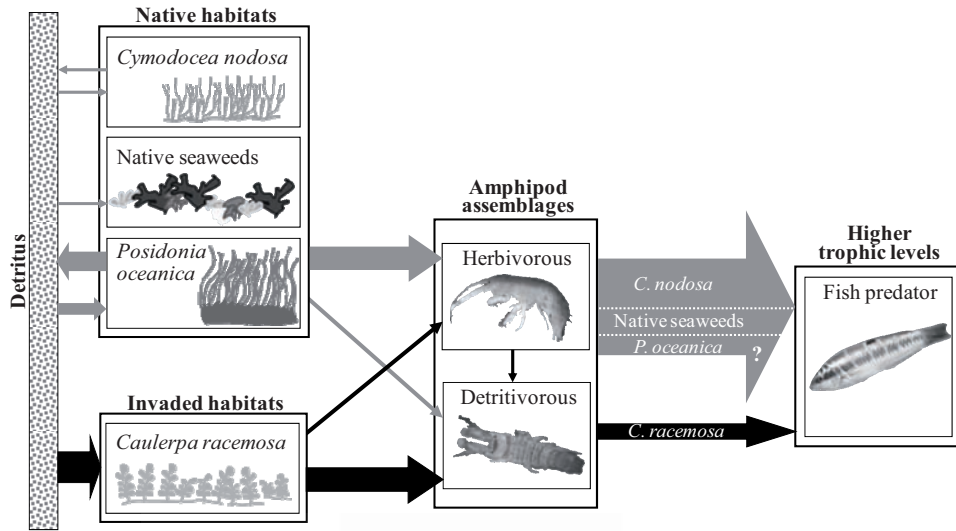 Native habitats
Cymodocea nodosa
Native seaweeds
Posidonia
oceanica
Detritus
Invaded habitats
Caulerpa racemosa
Amphipod
assemblages
Herbivorous
Detritivorous
C. nodosa
Native seaweeds
P. oceanica
?
C. racemosa
Higher
trophic levels
Fish predator